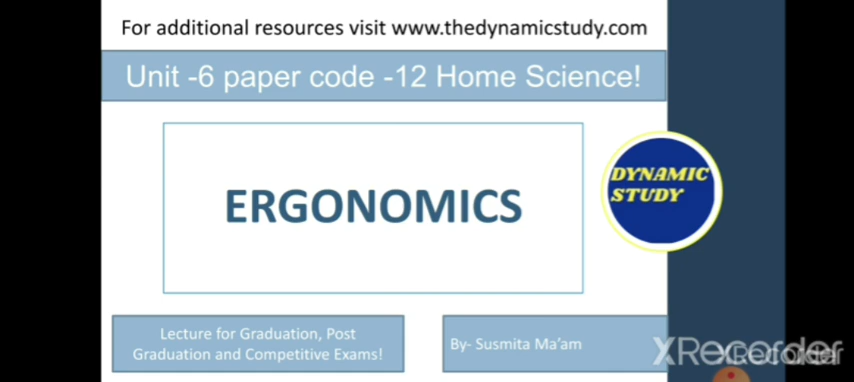 For additional resources visit www.thedynamicstudy.com
Unit -6 paper code -12 Home Science!
ERGONOMICS
DYNAMIC
STUDY
Lecture for Graduation, Post
Graduation and Competitive Exams!
By- Susmita Ma'am
XRecorder
XRecorder